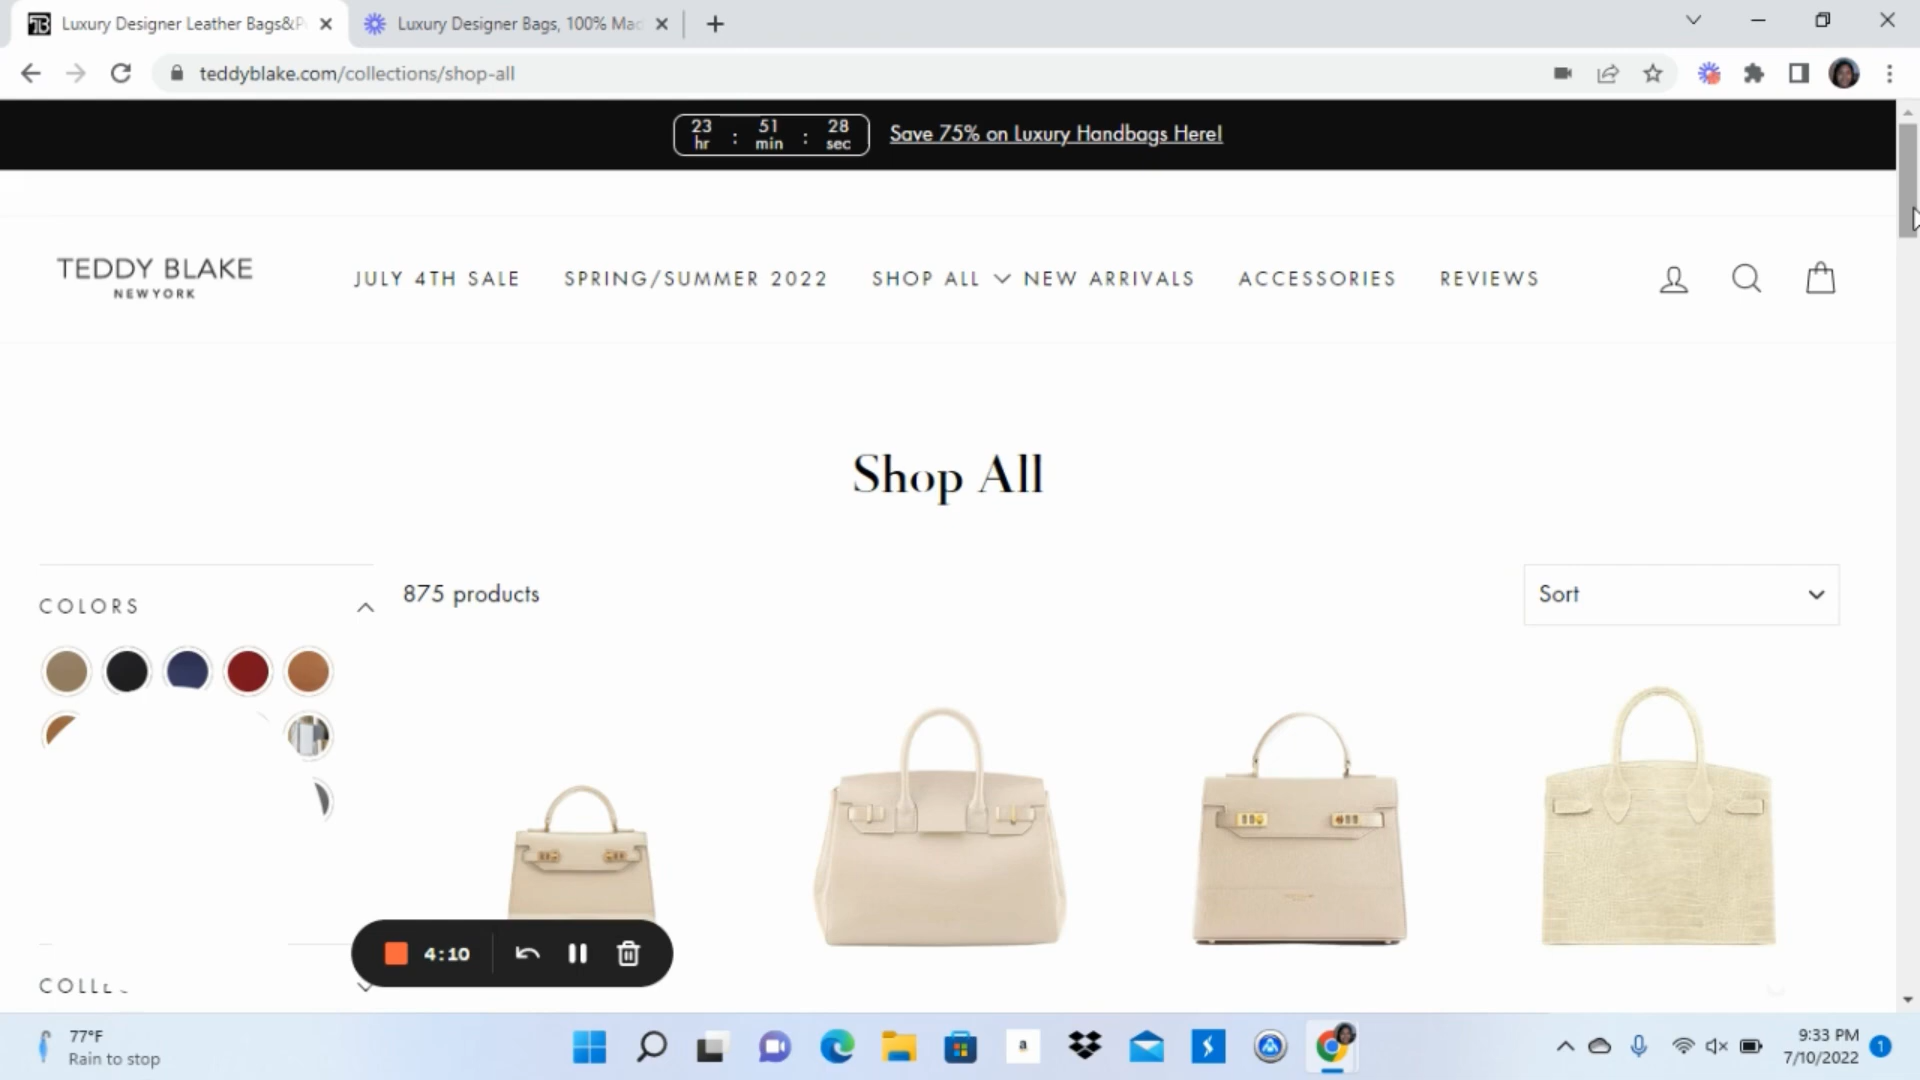 Luxury Designer Leather Bags&P
Luxury Designer Bags, 100% Mad
teddyblake.com/collections/shop-all
23 hr : 51 min : 28 sec
Save 75% on Luxury Handbags Here!
TEDDY BLAKE
NEWYORK
JULY 4TH SALE
SPRING/SUMMER 2022
SHOP ALL
NEW ARRIVALS
ACCESSORIES
REVIEWS
Shop All
COLORS
875 products
Sort
4:10
77°F
Rain to stop
a
9:33 PM
7/10/2022
1